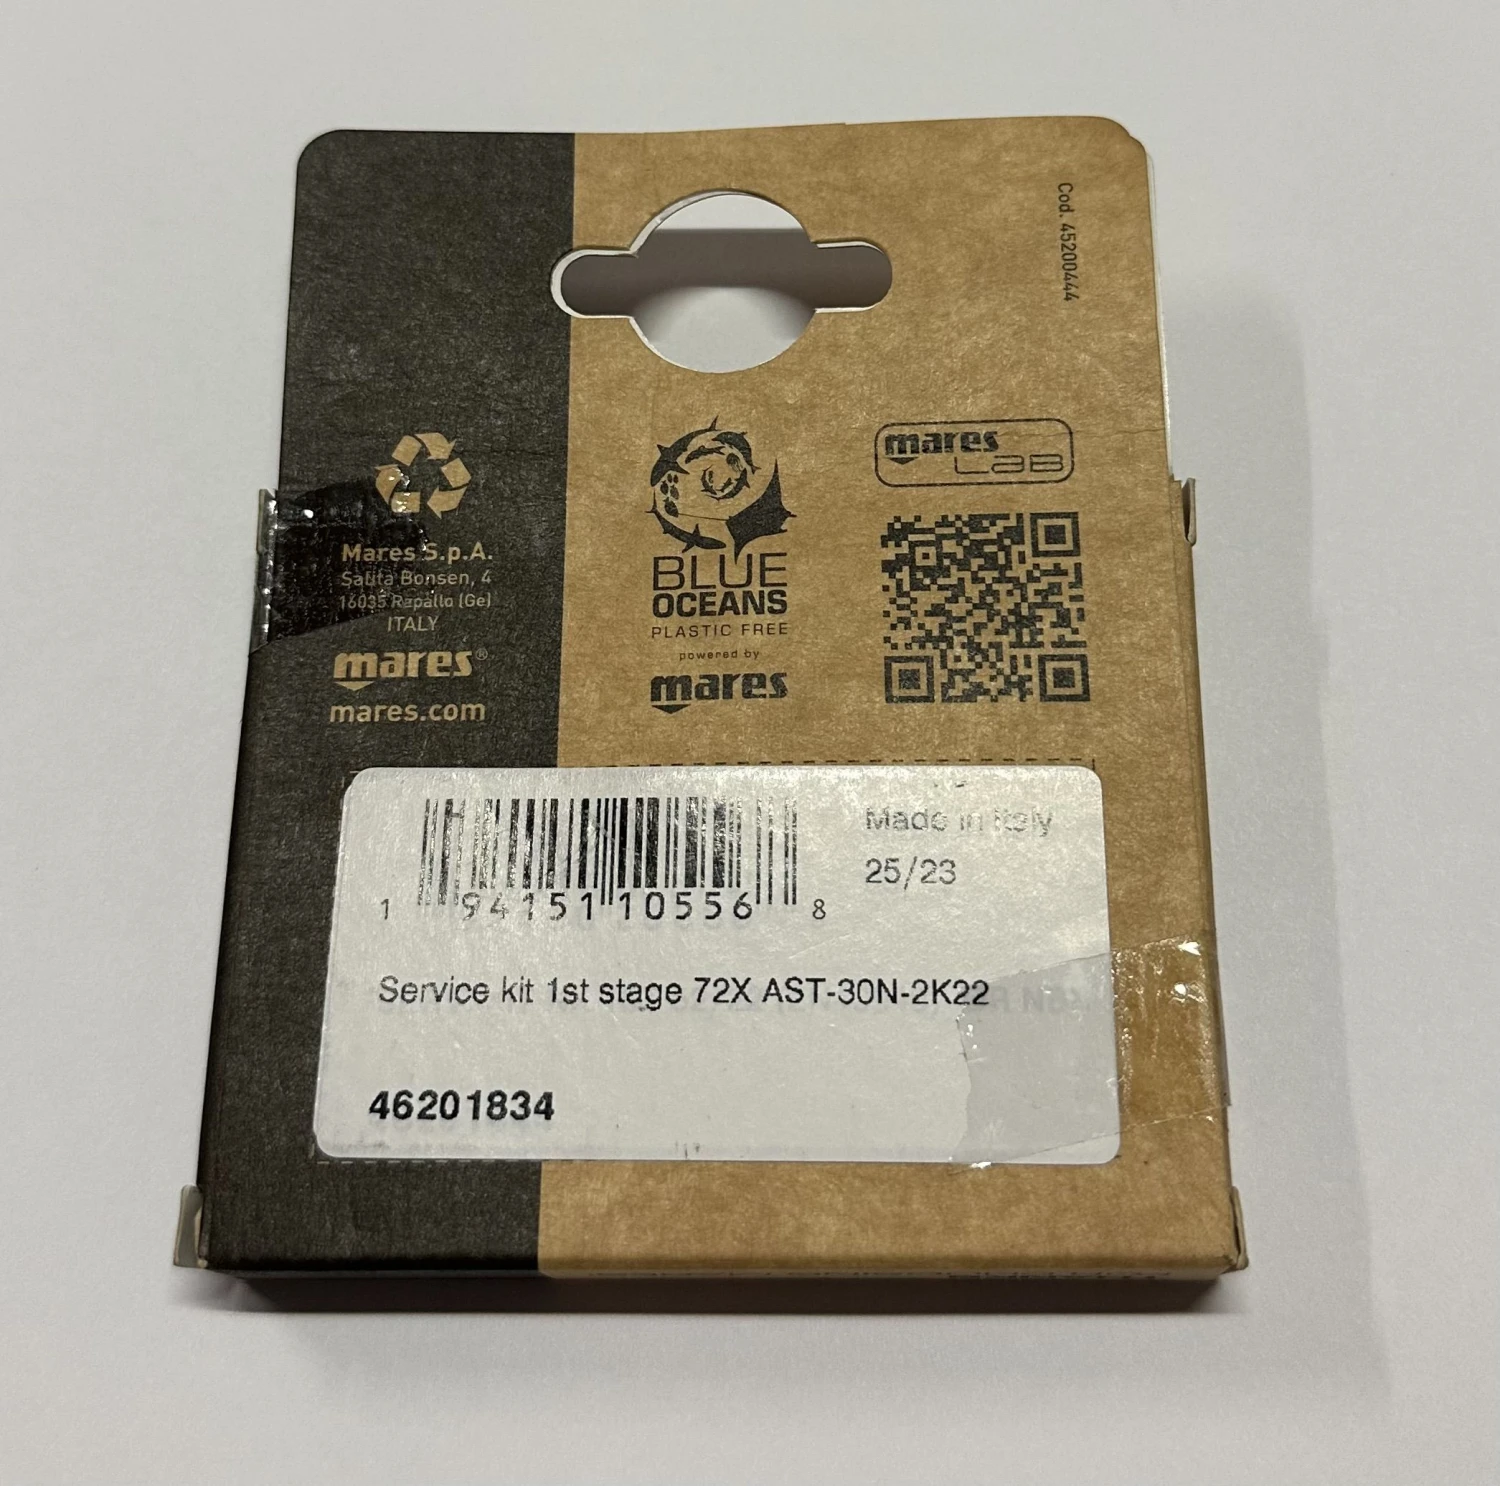 Cod. 45200444
mares
LAB
Mares S.p.A.
Salita Bonsen, 4
16035 Rapallo (Ge)
ITALY
mares®
mares.com
BLUE
OCEANS
PLASTIC FREE
powered by
mares
Made in Italy
25/23
1 94151 10556 8
Service kit 1st stage 72X AST-30N-2K22
46201834